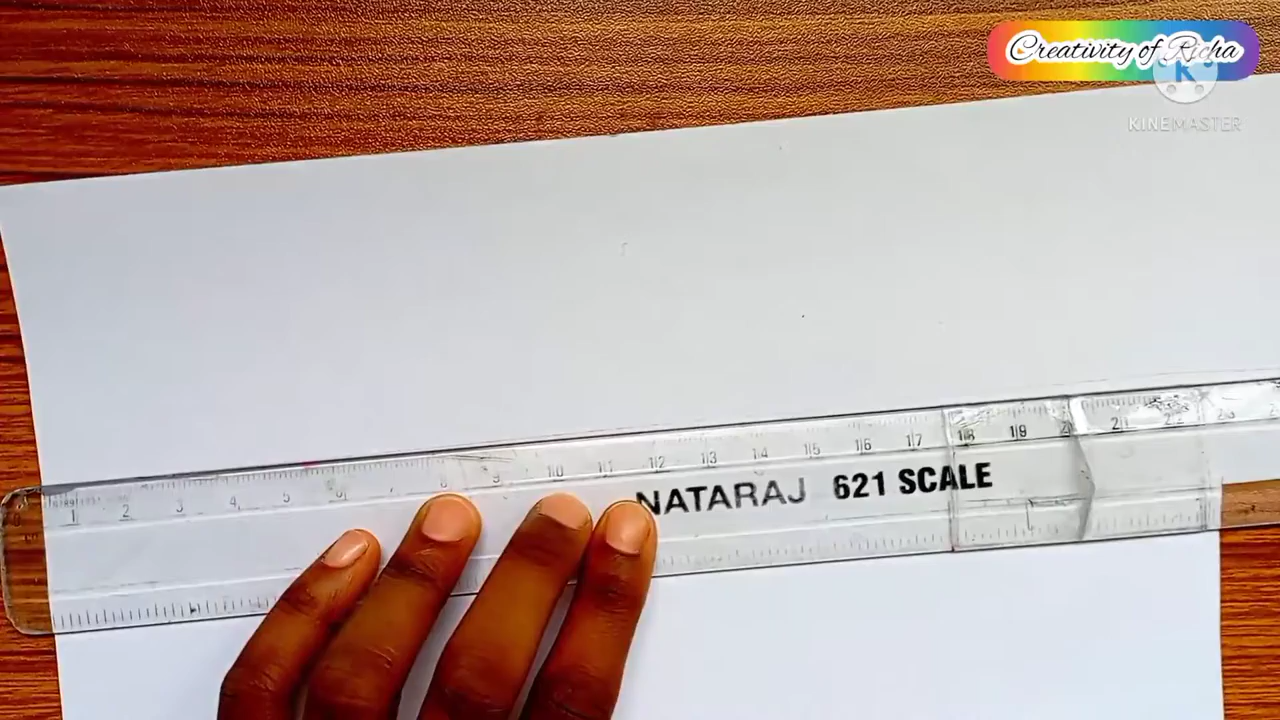 Creativity of Richa
K
KINEMASTER
1 2 3 4 5 6 8 9 10 11 12 13 14 15 16 17 18 19 21 22
NATARAJ 621 SCALE